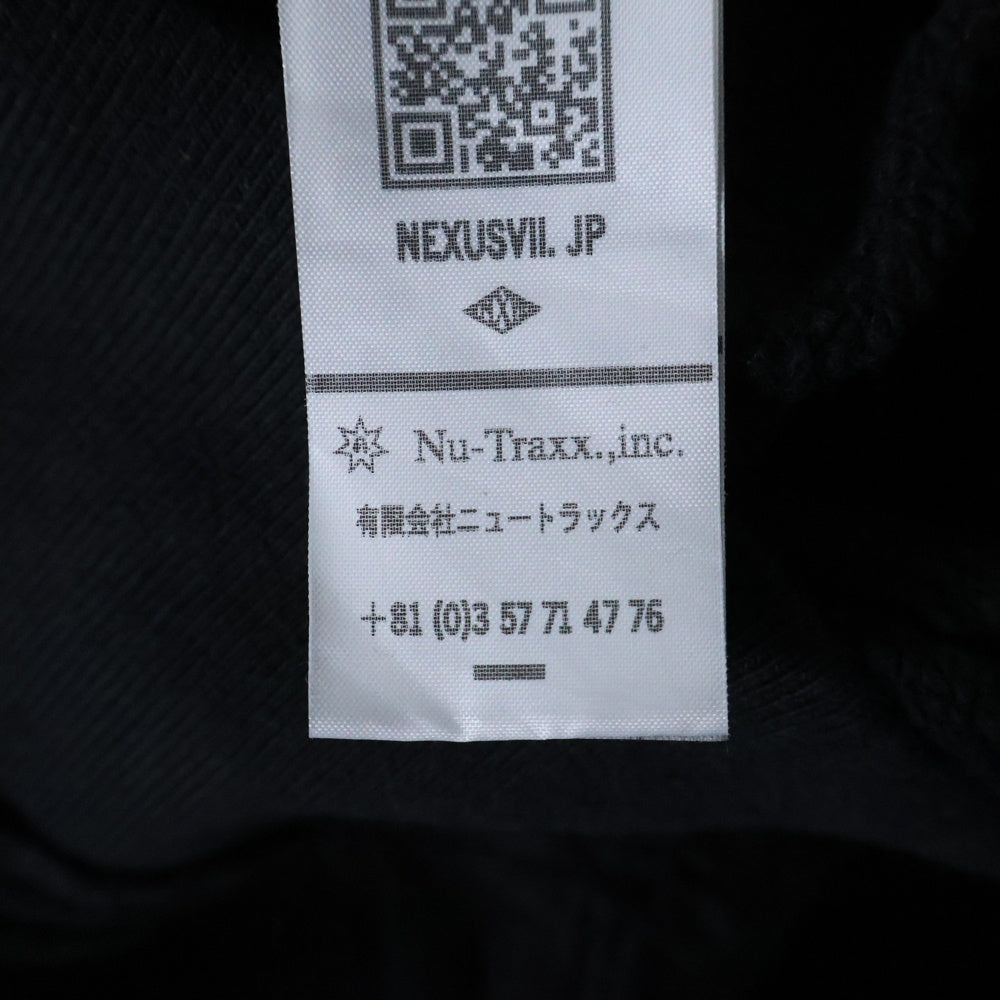 NEXUSVII. JP
NX
Nu-Traxx.,inc.
有限会社ニュートラックス
+81 (0)3 57 71 47 76